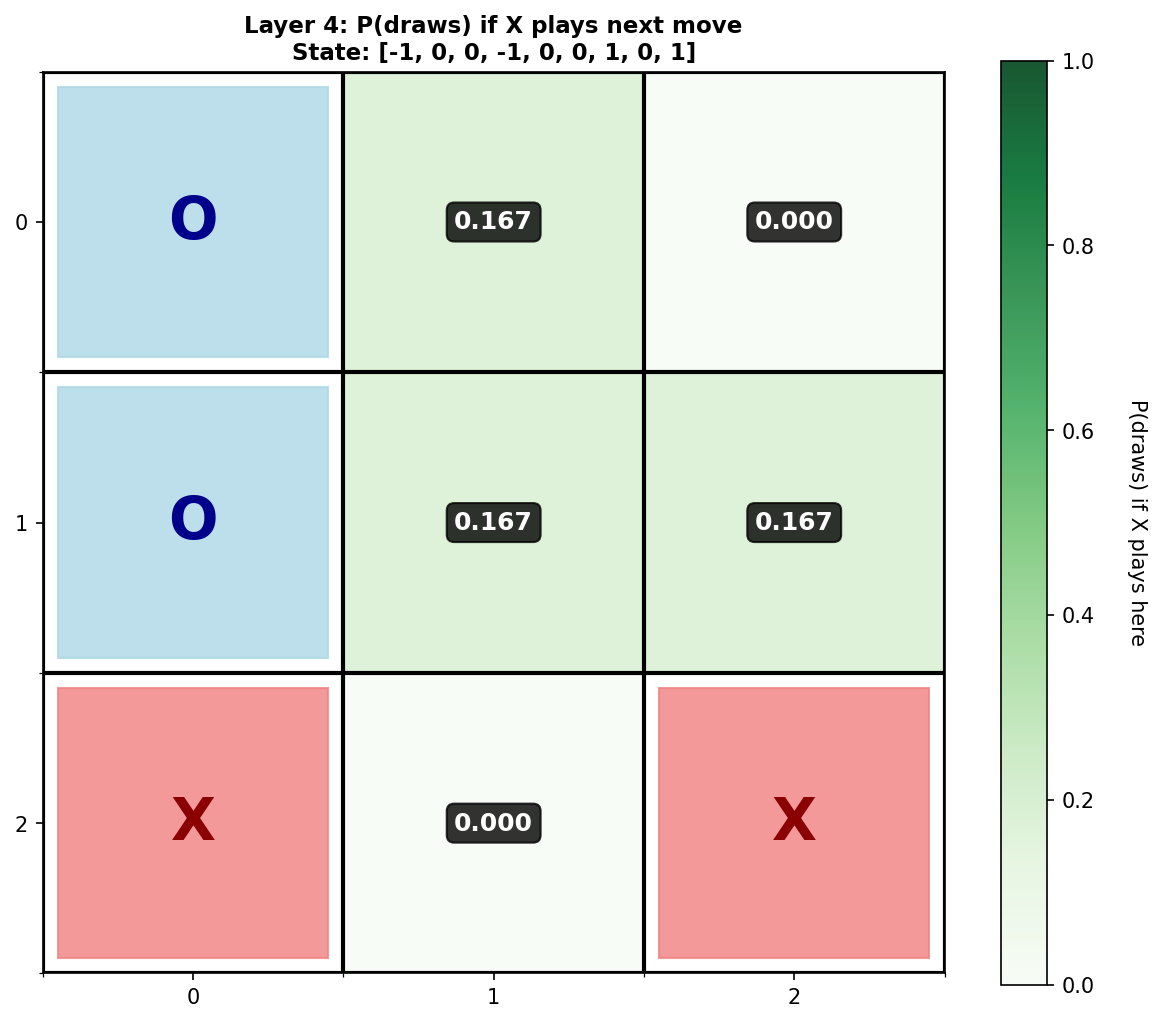 Layer 4: P(draws) if X plays next move
State: [-1, 0, 0, -1, 0, 0, 1, 0, 1]
0
O
0.167
0.000
1
O
0.167
0.167
2
X
0.000
X
0
1
2
1.0
0.8
0.6
0.4
0.2
0.0
P(draws) if X plays here